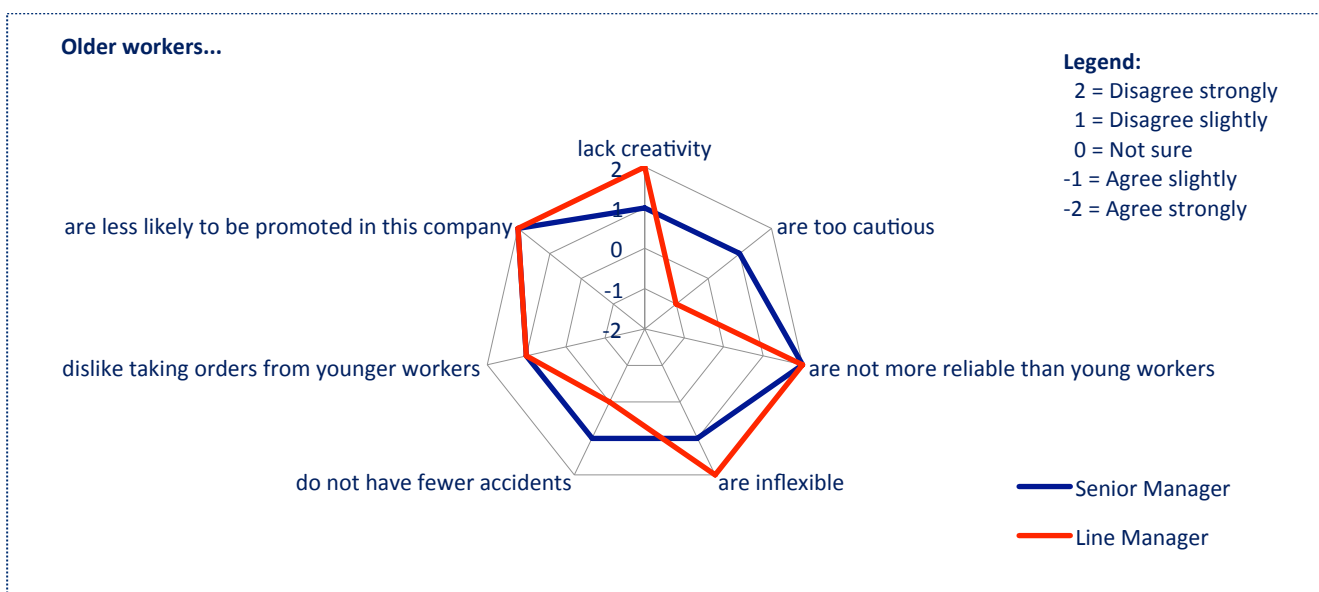 Older workers...
Legend:
2 = Disagree strongly
1 = Disagree slightly
0 = Not sure
-1 = Agree slightly
-2 = Agree strongly
lack creativity
2
1
0
-1
-2
are too cautious
are not more reliable than young workers
are inflexible
do not have fewer accidents
dislike taking orders from younger workers
are less likely to be promoted in this company
Senior Manager
Line Manager